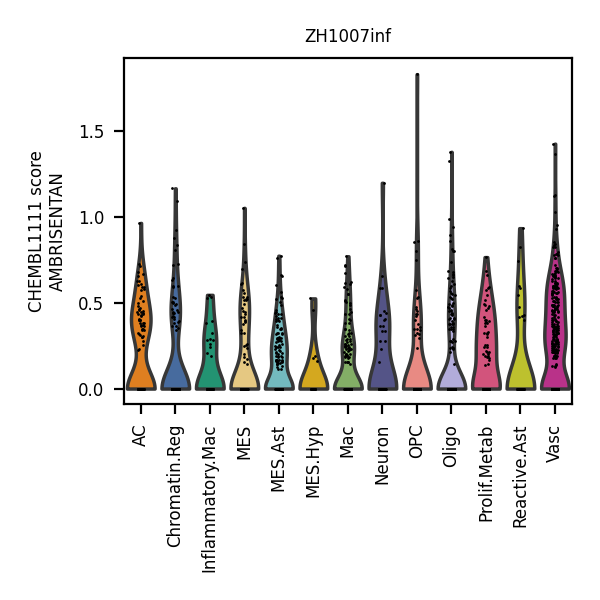 ZH1007inf
CHEMBL1111 score
AMBRISENTAN
1.5
1.0
0.5
0.0
AC
Chromatin.Reg
Inflammatory.Mac
MES
MES.Ast
MES.Hyp
Mac
Neuron
OPC
Oligo
Prolif.Metab
Reactive.Ast
Vasc